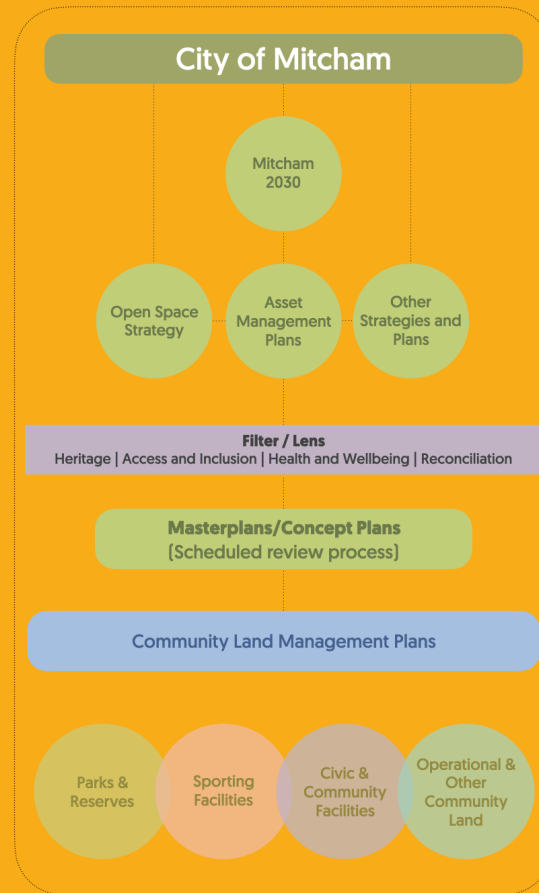 City of Mitcham
Mitcham
2030
Open Space
Strategy
Asset
Management
Plans
Other
Strategies and
Plans
Filter / Lens
Heritage | Access and Inclusion | Health and Wellbeing | Reconciliation
Masterplans/Concept Plans
(Scheduled review process)
Community Land Management Plans
Parks &
Reserves
Sporting
Facilities
Civic &
Community
Facilities
Operational &
Other
Community
Land